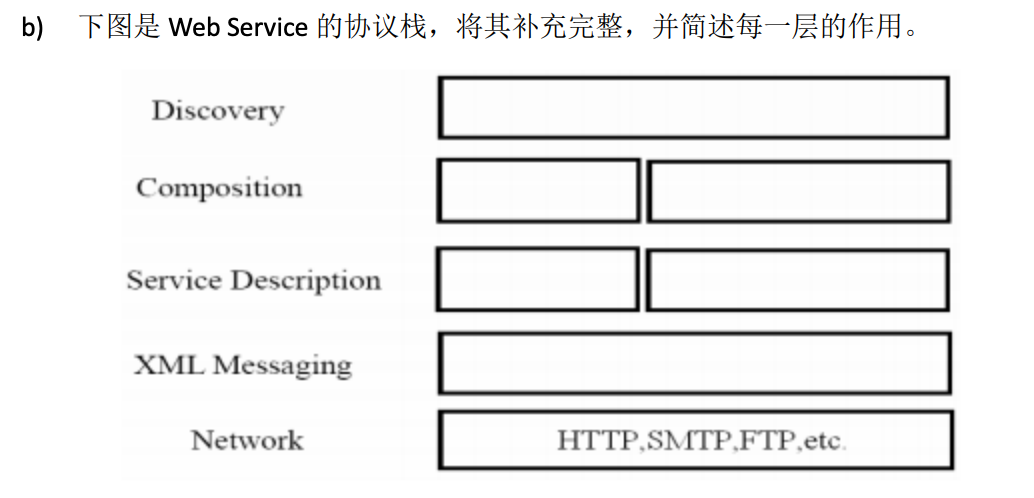 b) 下图是 Web Service 的协议栈，将其补充完整，并简述每一层的作用。
Discovery
Composition
Service Description
XML Messaging
Network HTTP,SMTP,FTP,etc.